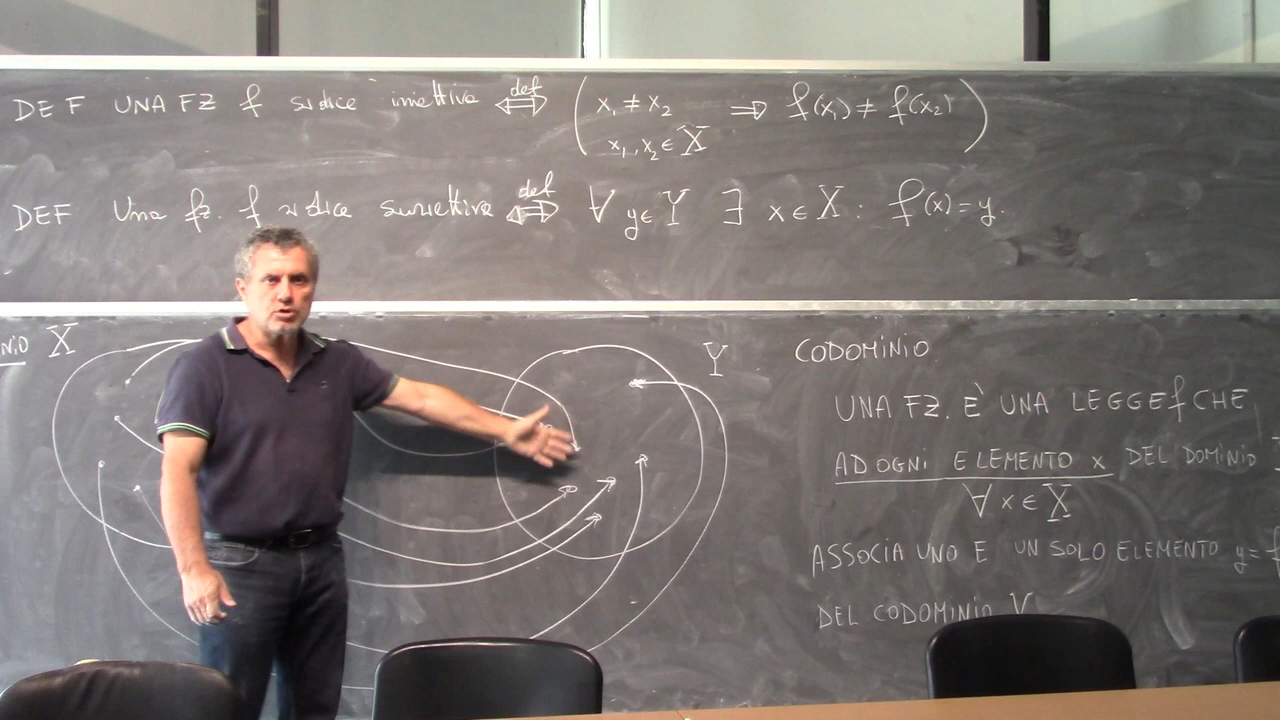 DEF UNA FZ f si dice iniettiva ⇔def ( x₁ ≠ x₂ ⇒ f(x₁) ≠ f(x₂) )
x₁, x₂ ∈ X
DEF Una fz. f si dice suriettiva ⇔def ∀ y∈Y ∃ x∈X : f(x)=y.
NIO X
Y
CODOMINIO
UNA FZ. È UNA LEGGE f CHE
AD OGNI ELEMENTO x DEL DOMINIO
∀ x ∈ X
ASSOCIA UNO E UN SOLO ELEMENTO y=f
DEL CODOMINIO Y